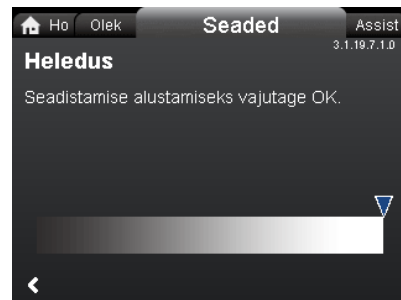 Ho Olek Seaded Assist
3.1.19.7.1.0
Heledus
Seadistamise alustamiseks vajutage OK.